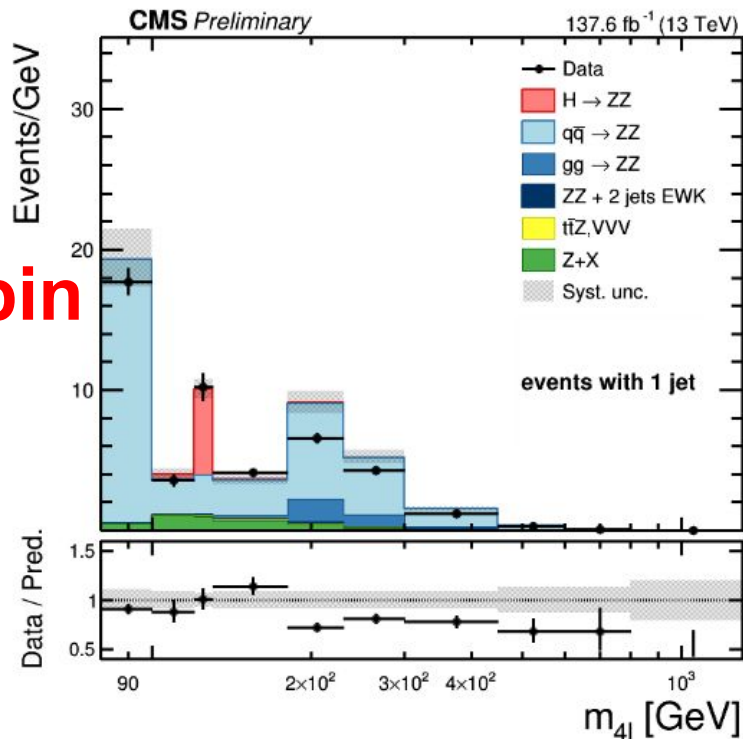 CMS Preliminary 137.6 fb⁻¹ (13 TeV)
Events/GeV
30
20
10
bin
Data
H → ZZ
qq̄ → ZZ
gg → ZZ
ZZ + 2 jets EWK
tt̄Z,VVV
Z+X
Syst. unc.
events with 1 jet
Data / Pred.
1.5
1
0.5
90 2×10² 3×10² 4×10² 10³
m₄ₗ [GeV]